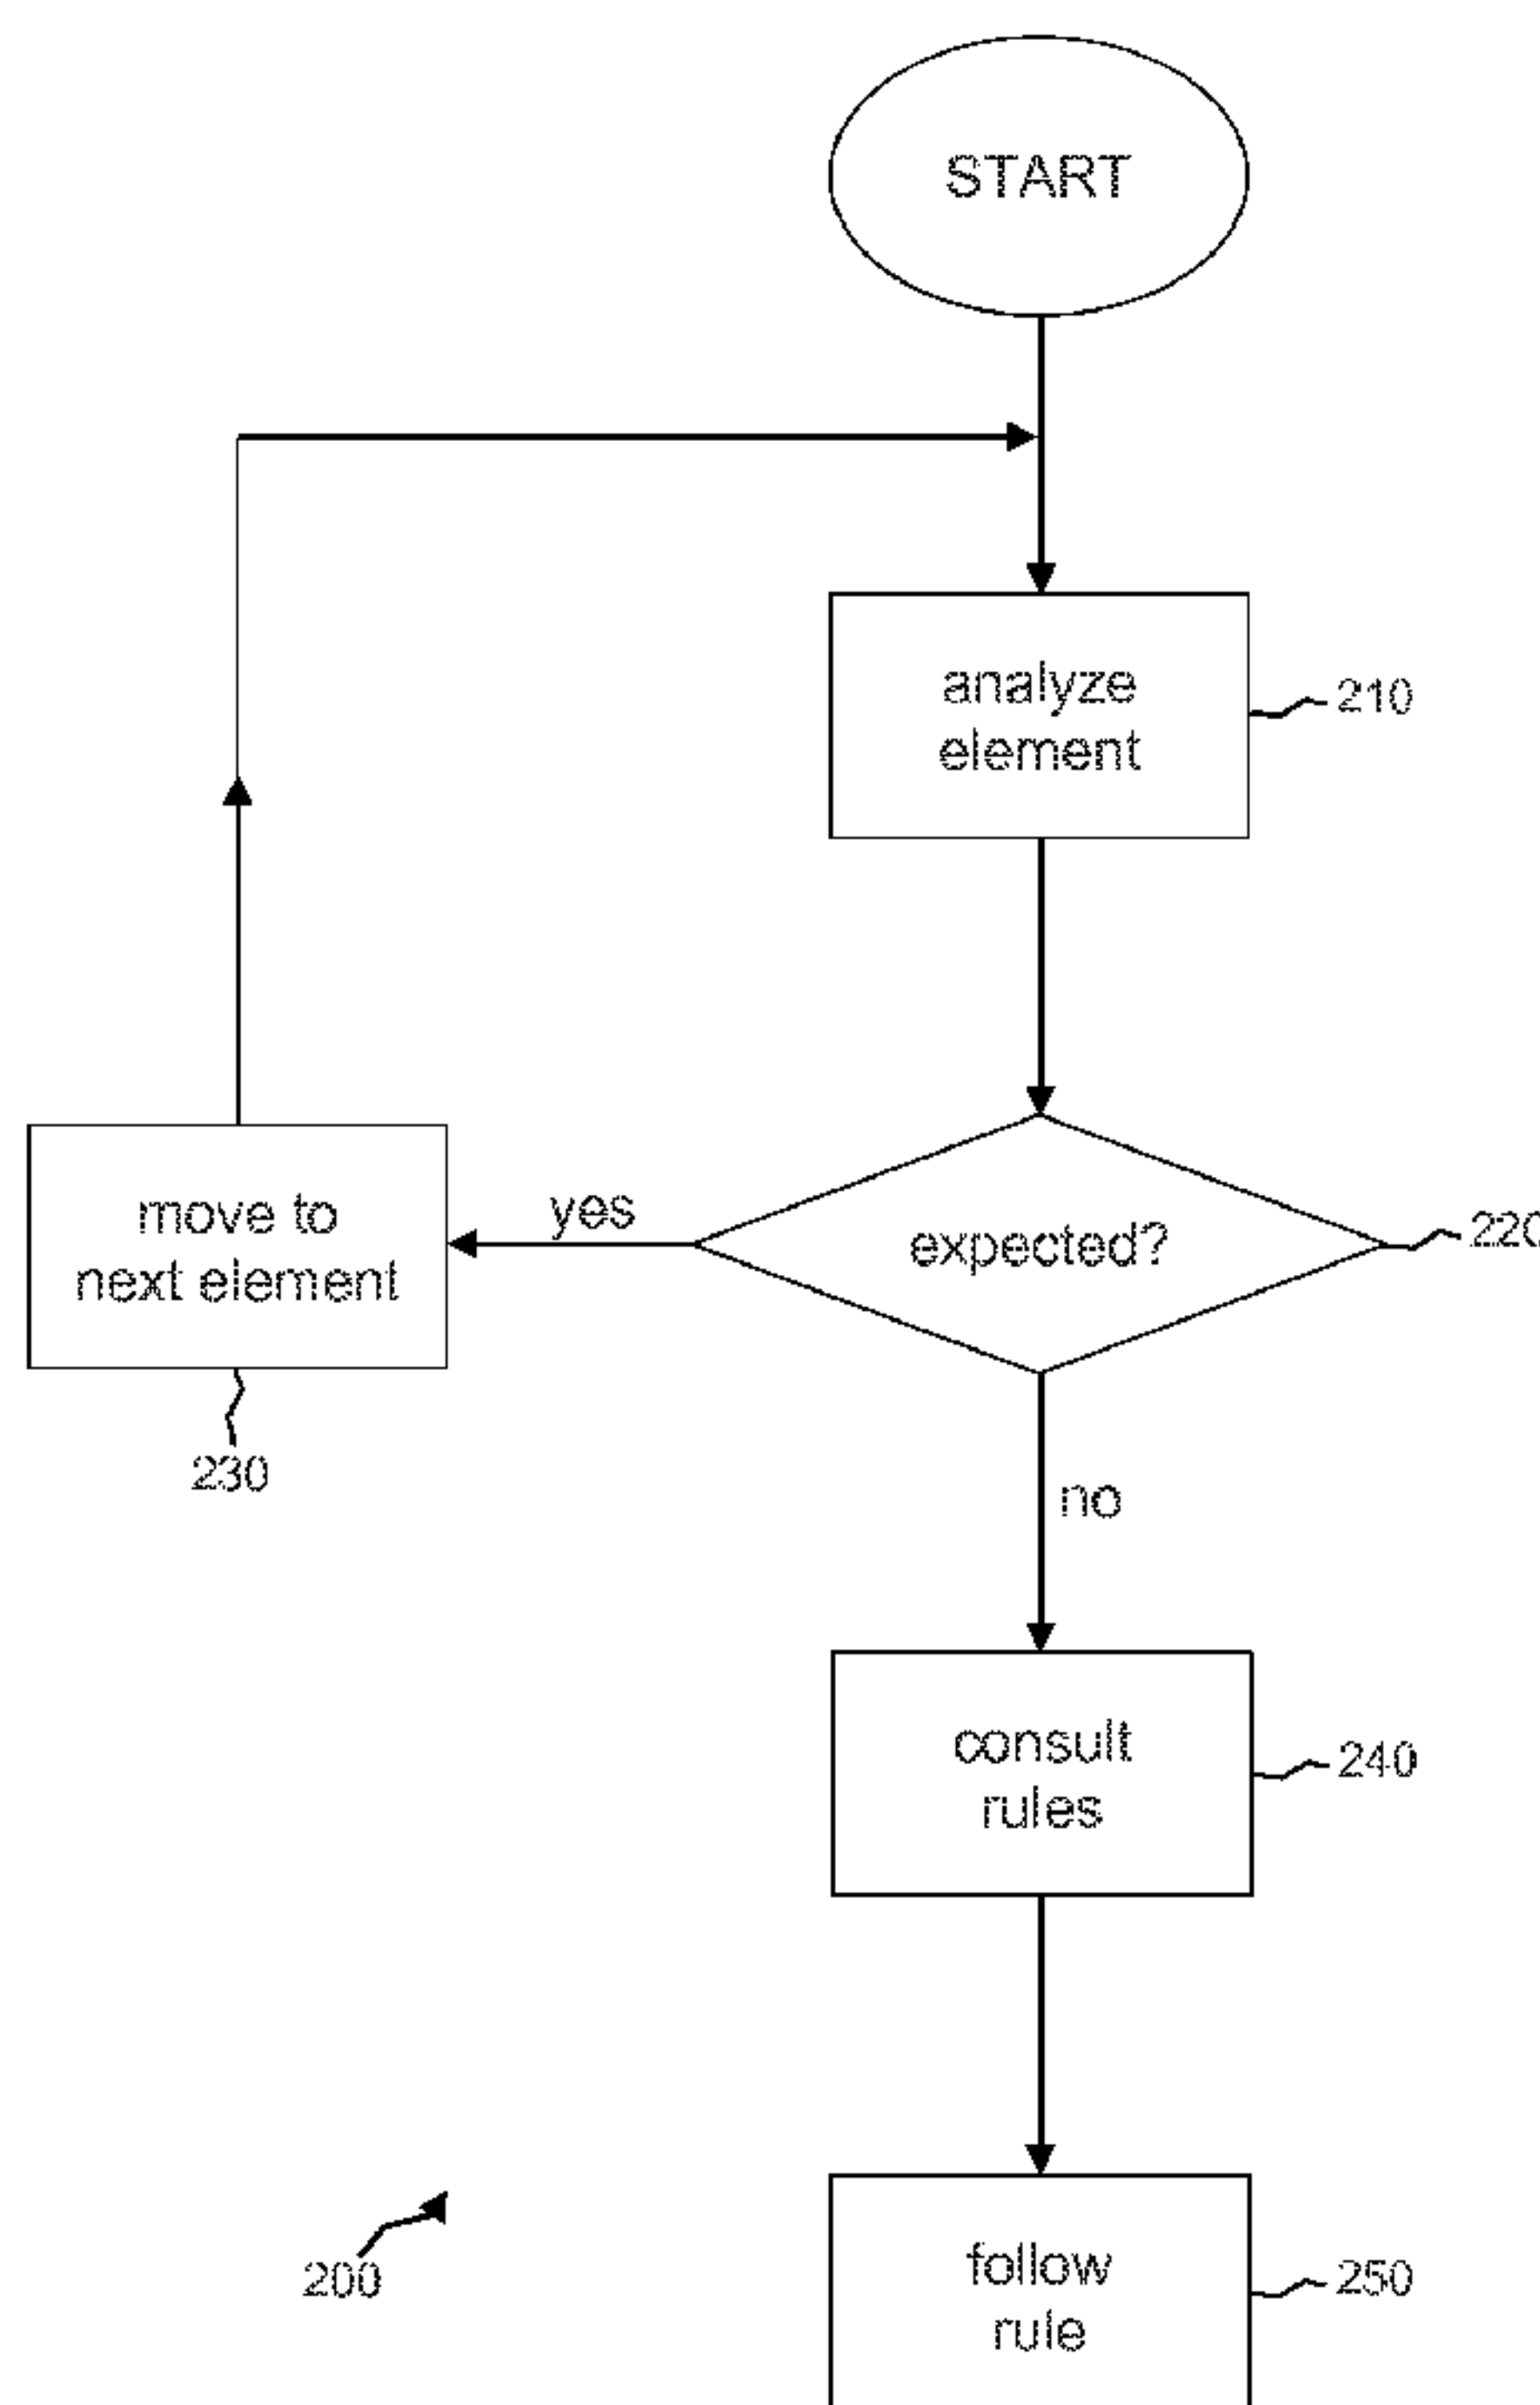 START
analyze
element
210
yes
expected?
220
move to
next element
230
no
consult
rules
240
200
follow
rule
250